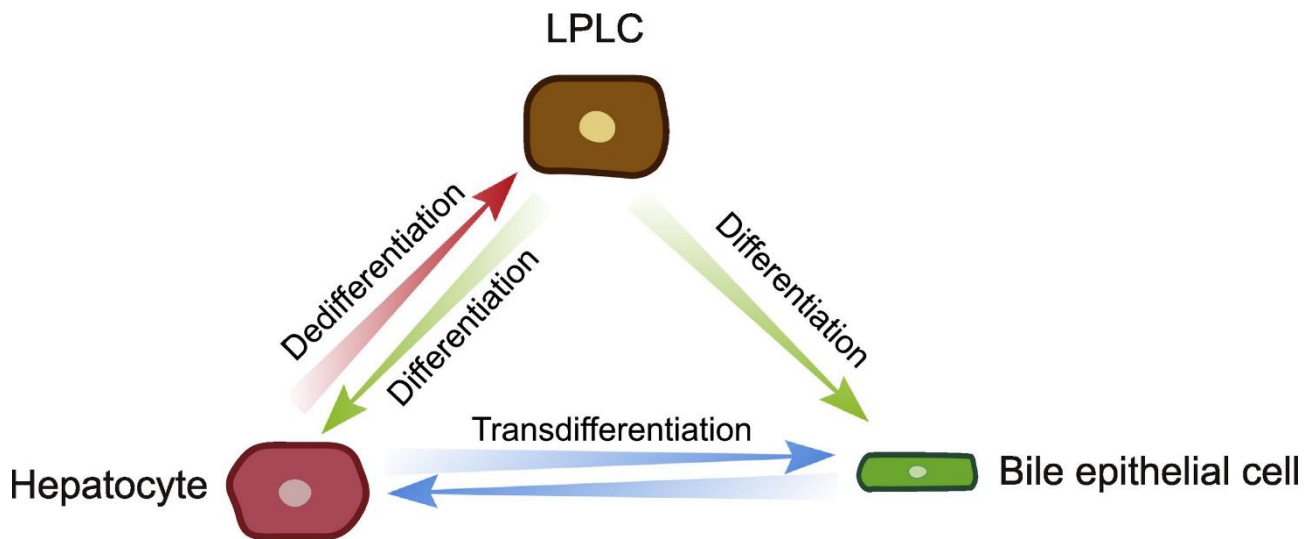 LPLC
Dedifferentiation
Differentiation
Differentiation
Transdifferentiation
Hepatocyte
Bile epithelial cell